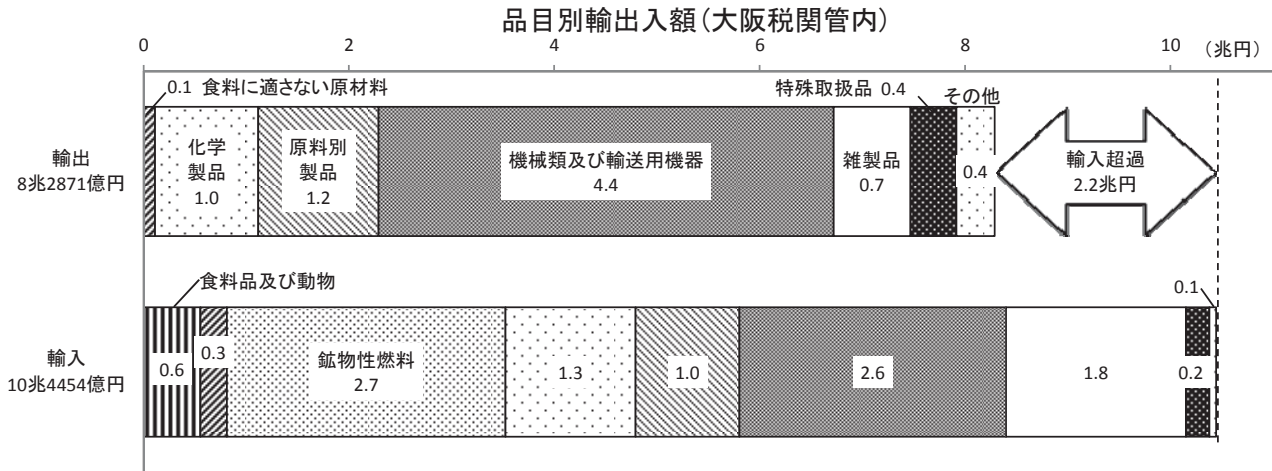 品目別輸出入額(大阪税関管内)
0 2 4 6 8 10 (兆円)
0.1 食料に適さない原材料
特殊取扱品 0.4
その他
輸出
8兆2871億円
化学
製品
1.0
原料別
製品
1.2
機械類及び輸送用機器
4.4
雑製品
0.7
0.4
輸入超過
2.2兆円
食料品及び動物
0.1
輸入
10兆4454億円
0.6
0.3
鉱物性燃料
2.7
1.3
1.0
2.6
1.8
0.2